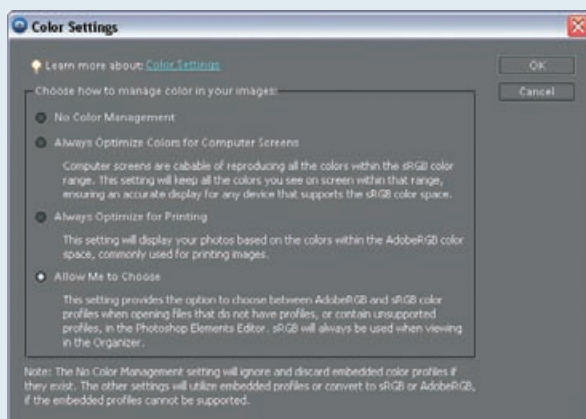 Color Settings
Learn more about: Color Settings
OK
Cancel
Choose how to manage color in your images:
No Color Management
Always Optimize Colors for Computer Screens
Computer screens are cabable of reproducing all the colors within the sRGB color
range. This setting will keep all the colors you see on screen within that range,
ensuring an accurate display for any device that supports the sRGB color space.
Always Optimize for Printing
This setting will display your photos based on the colors within the AdobeRGB color
space, commonly used for printing images.
Allow Me to Choose
This setting provides the option to choose between AdobeRGB and sRGB color
profiles when opening files that do not have profiles, or contain unsupported
profiles, in the Photoshop Elements Editor. sRGB will always be used when viewing
in the Organizer.
Note: The No Color Management setting will ignore and discard embedded color profiles if
they exist. The other settings will utilize embedded profiles or convert to sRGB or AdobeRGB,
if the embedded profiles cannot be supported.